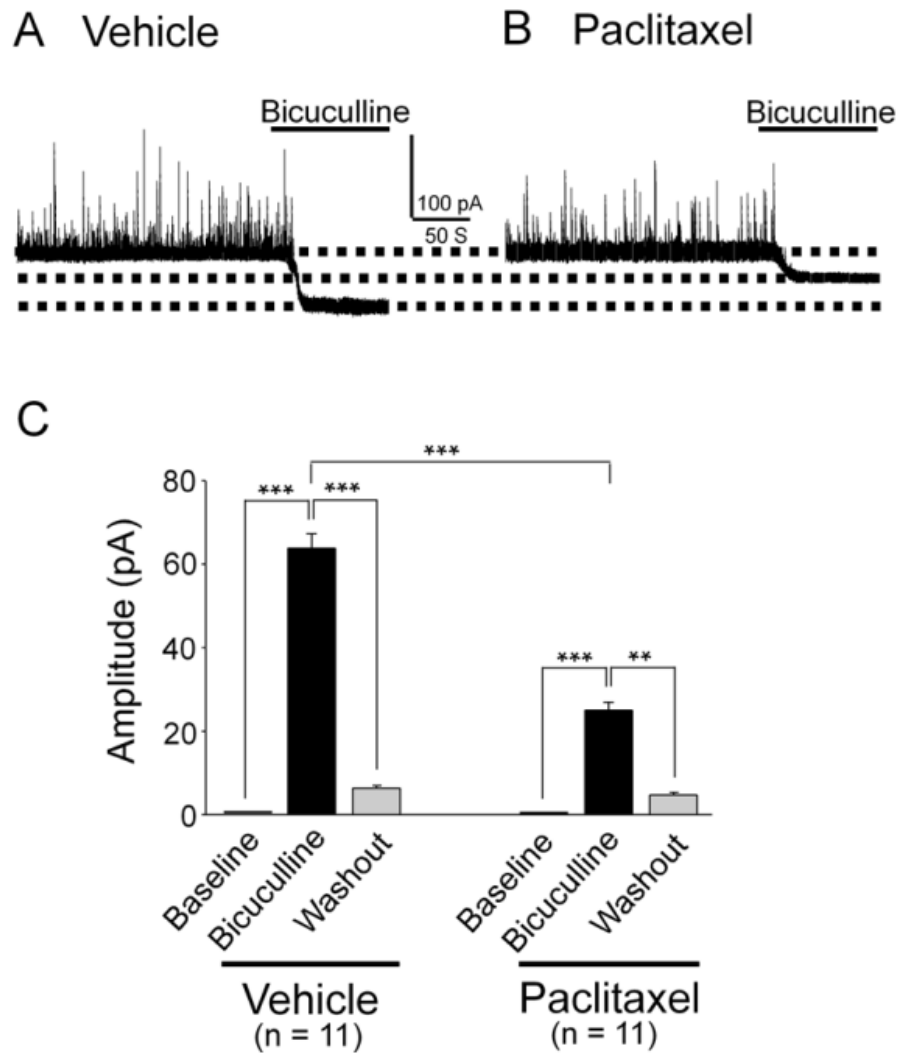 A Vehicle
B Paclitaxel
Bicuculline
Bicuculline
100 pA
50 S
C
***
*** ***
*** **
Amplitude (pA)
80
60
40
20
0
Baseline
Bicuculline
Washout
Baseline
Bicuculline
Washout
Vehicle
(n = 11)
Paclitaxel
(n = 11)